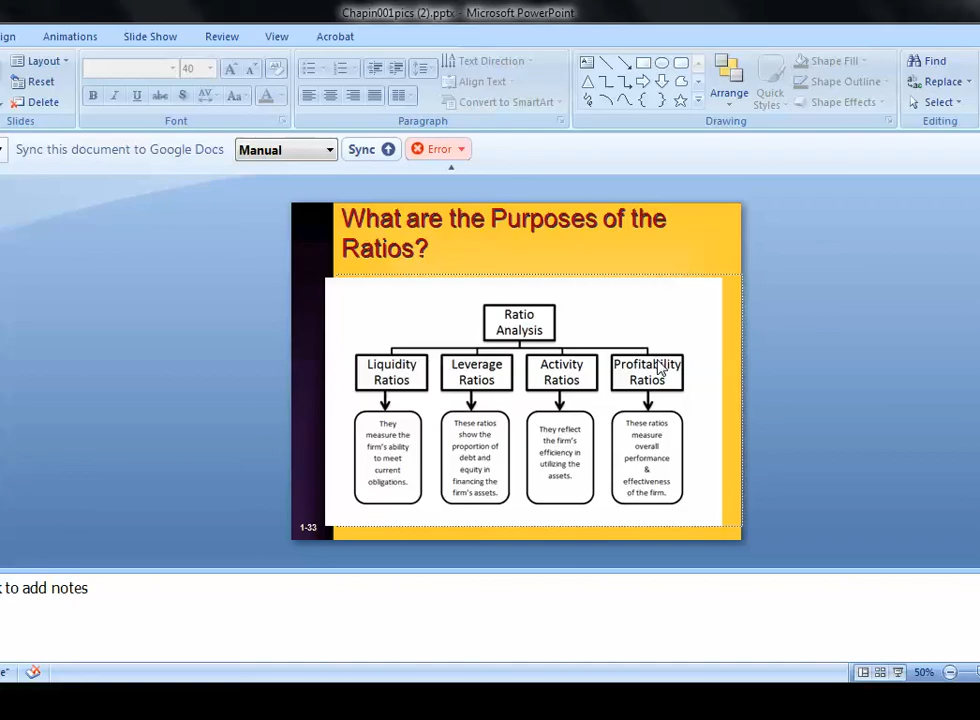 Chapin001pics (2).pptx - Microsoft PowerPoint
ign Animations Slide Show Review View Acrobat
Layout
Reset
Delete
Slides
40
B I U abe S AV Aa A
Font
Text Direction
Align Text
Convert to SmartArt
Paragraph
Arrange
Quick
Styles
Shape Fill
Shape Outline
Shape Effects
Drawing
Find
Replace
Select
Editing
Sync this document to Google Docs Manual Sync Error
What are the Purposes of the
Ratios?
Ratio
Analysis
Liquidity
Ratios
Leverage
Ratios
Activity
Ratios
Profitability
Ratios
They
measure the
firm's ability
to meet
current
obligations.
These ratios
show the
proportion of
debt and
equity in
financing the
firm's assets.
They reflect
the firm's
efficiency in
utilizing the
assets.
These ratios
measure
overall
performance
&
effectiveness
of the firm.
1-33
to add notes
50%